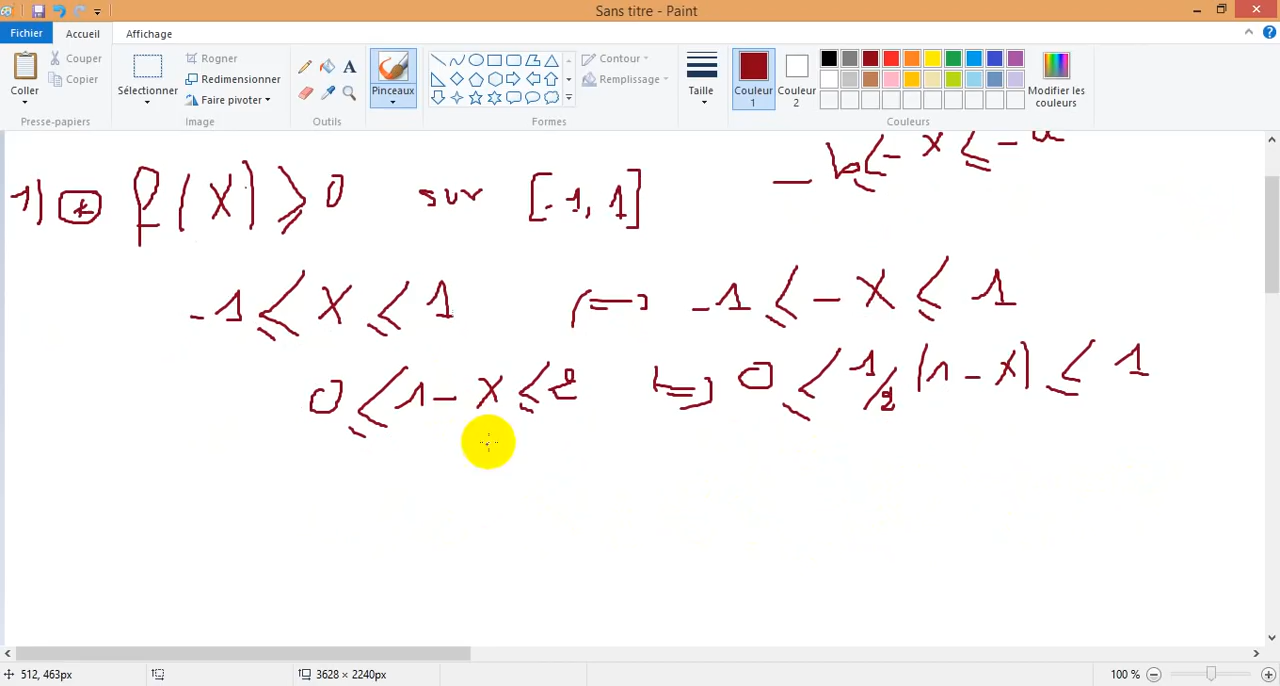 Sans titre - Paint
Fichier Accueil Affichage
Coller
Couper
Copier
Presse-papiers
Sélectionner
Rogner
Redimensionner
Faire pivoter
Image
A
Outils
Pinceaux
Contour
Remplissage
Formes
Taille
Couleur 1
Couleur 2
Modifier les couleurs
Couleurs
- b ≤ - x ≤ - a
1) * f(x) ≥ 0 sur [-1, 1]
-1 ≤ x ≤ 1 ⟺ -1 ≤ - x ≤ 1
0 ≤ 1 - x ≤ 2 ⟺ 0 ≤ 1/2 (1 - x) ≤ 1
512, 463px
3628 × 2240px
100 %